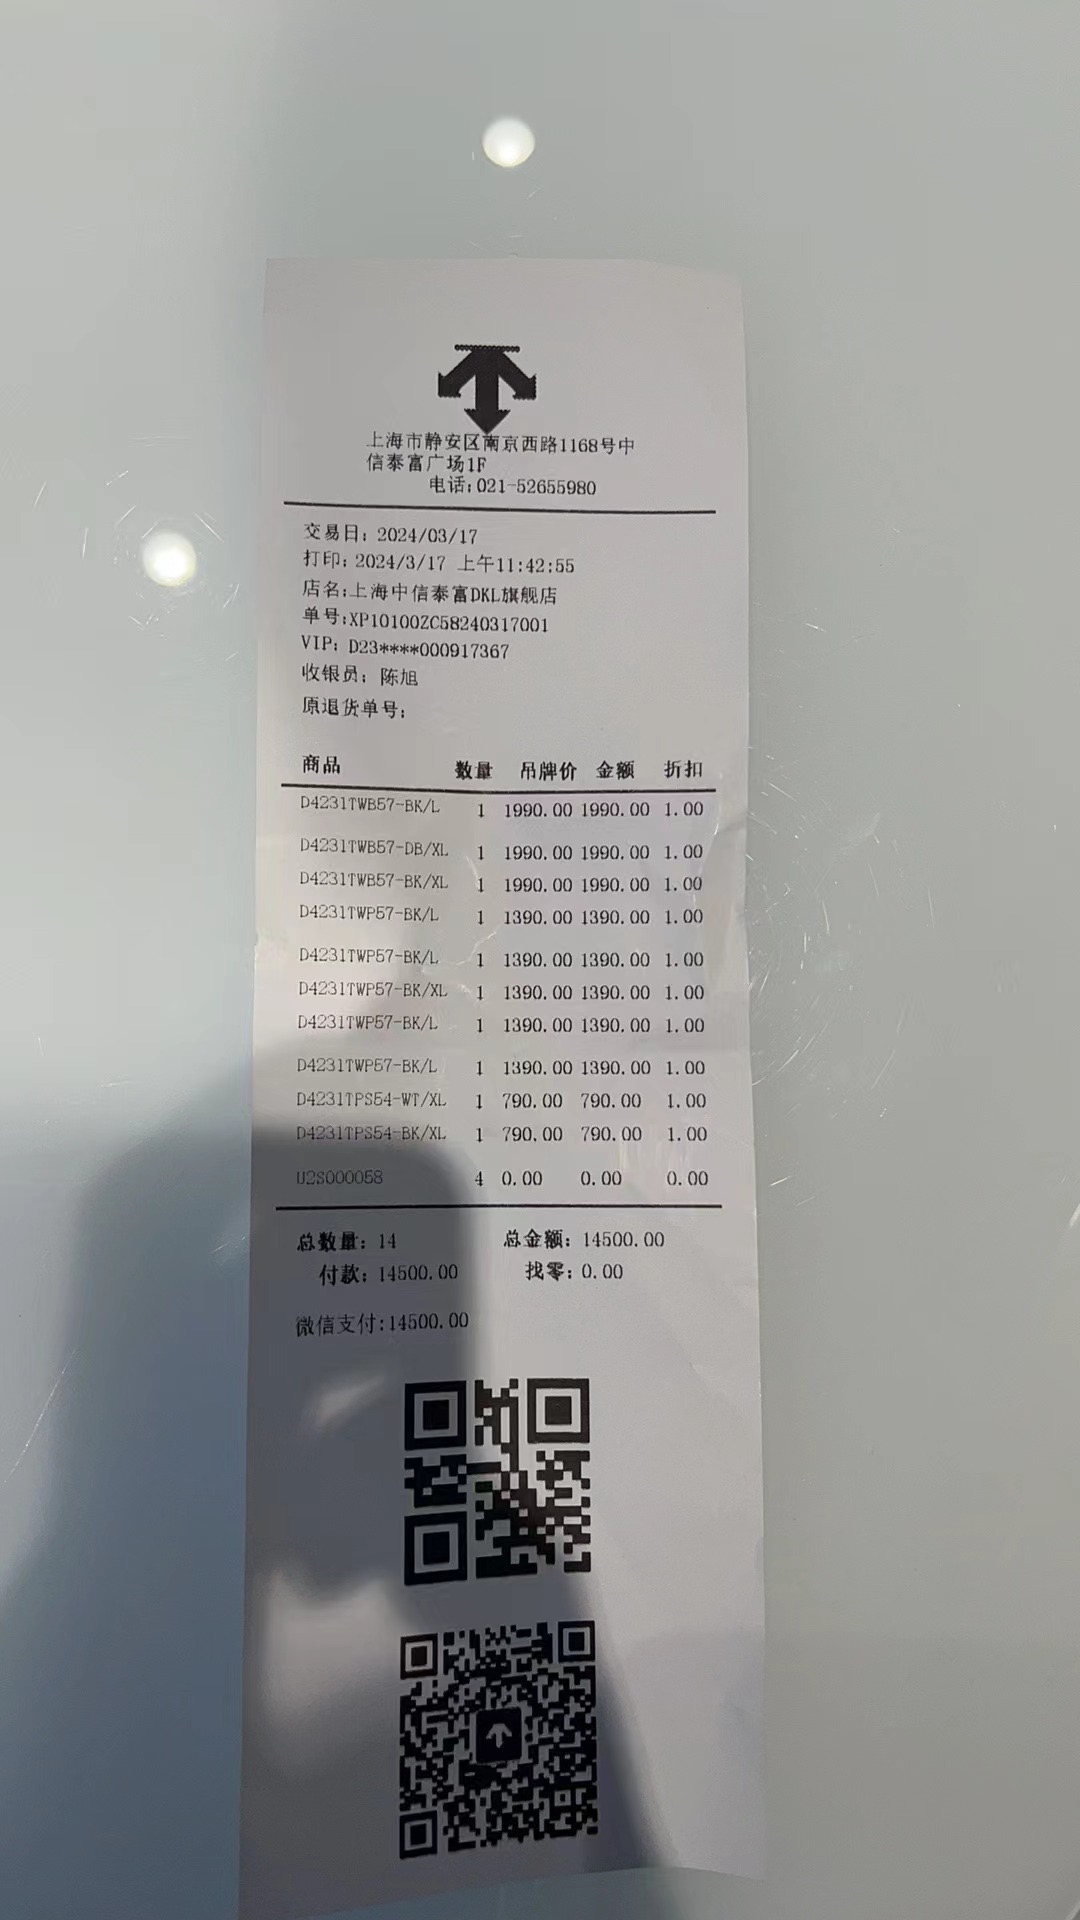 上海市静安区南京西路1168号中
信泰富广场1F
电话:021-52655980
交易日: 2024/03/17
打印: 2024/3/17 上午11:42:55
店名:上海中信泰富DKL旗舰店
单号:XP10100ZC58240317001
VIP: D23****000917367
收银员: 陈旭
原退货单号:
商品 数量 吊牌价 金额 折扣
D4231TWB57-BK/L 1 1990.00 1990.00 1.00
D4231TWB57-DB/XL 1 1990.00 1990.00 1.00
D4231TWB57-BK/XL 1 1990.00 1990.00 1.00
D4231TWP57-BK/L 1 1390.00 1390.00 1.00
D4231TWP57-BK/L 1 1390.00 1390.00 1.00
D4231TWP57-BK/XL 1 1390.00 1390.00 1.00
D4231TWP57-BK/L 1 1390.00 1390.00 1.00
D4231TWP57-BK/L 1 1390.00 1390.00 1.00
D4231TPS54-WT/XL 1 790.00 790.00 1.00
D4231TPS54-BK/XL 1 790.00 790.00 1.00
U2S000058 4 0.00 0.00 0.00
总数量: 14 总金额: 14500.00
付款: 14500.00 找零: 0.00
微信支付:14500.00